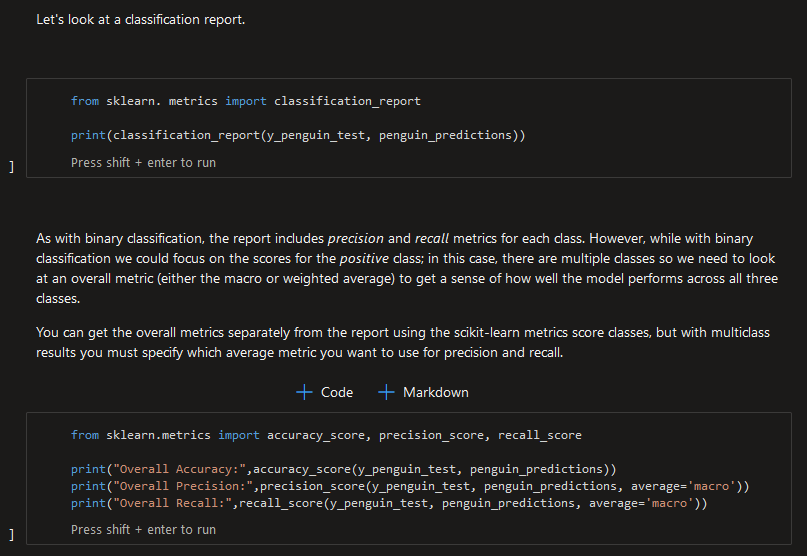 Let's look at a classification report.
from sklearn. metrics import classification_report
print(classification_report(y_penguin_test, penguin_predictions))
Press shift + enter to run
]
As with binary classification, the report includes precision and recall metrics for each class. However, while with binary
classification we could focus on the scores for the positive class; in this case, there are multiple classes so we need to look
at an overall metric (either the macro or weighted average) to get a sense of how well the model performs across all three
classes.
You can get the overall metrics separately from the report using the scikit-learn metrics score classes, but with multiclass
results you must specify which average metric you want to use for precision and recall.
+ Code + Markdown
from sklearn.metrics import accuracy_score, precision_score, recall_score
print("Overall Accuracy:",accuracy_score(y_penguin_test, penguin_predictions))
print("Overall Precision:",precision_score(y_penguin_test, penguin_predictions, average='macro'))
print("Overall Recall:",recall_score(y_penguin_test, penguin_predictions, average='macro'))
Press shift + enter to run
]